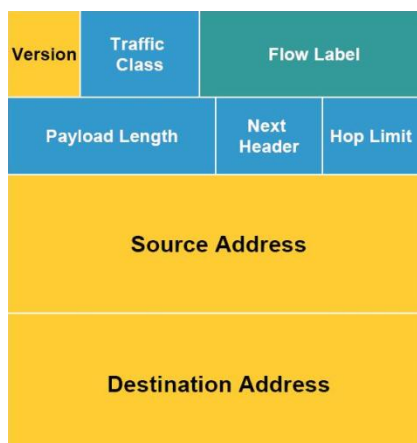 Version
Traffic
Class
Flow Label
Payload Length
Next
Header
Hop Limit
Source Address
Destination Address